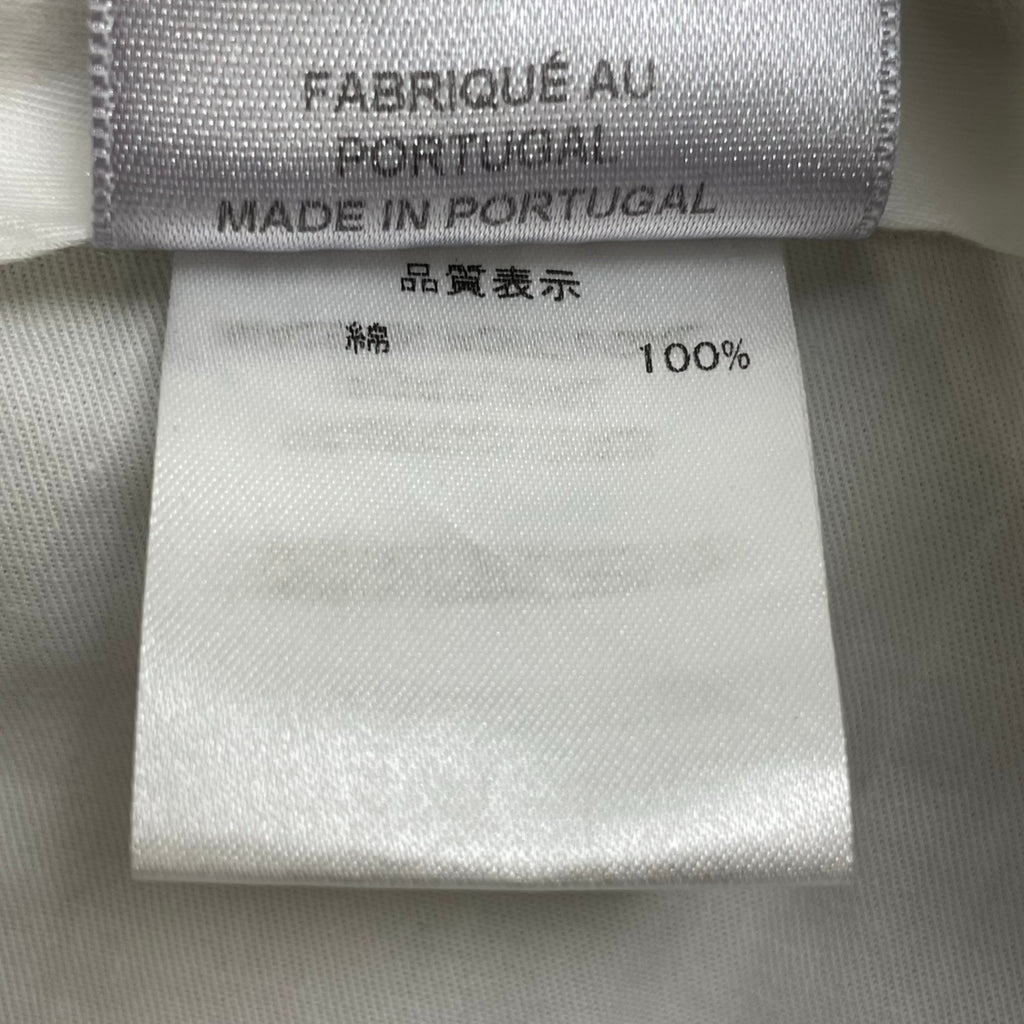 FABRIQUÉ AU
PORTUGAL
MADE IN PORTUGAL
品質表示
綿 100%